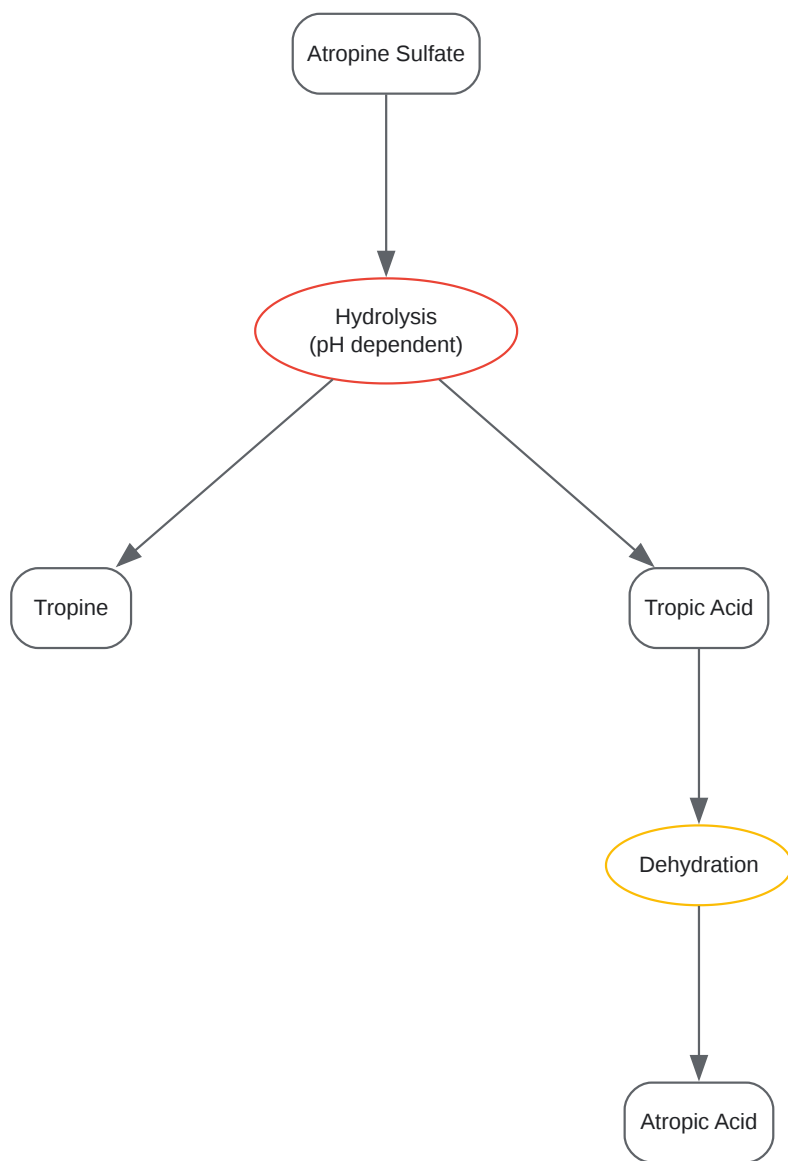 Atropine Sulfate
Hydrolysis
(pH dependent)
Tropine
Tropic Acid
Dehydration
Atropic Acid